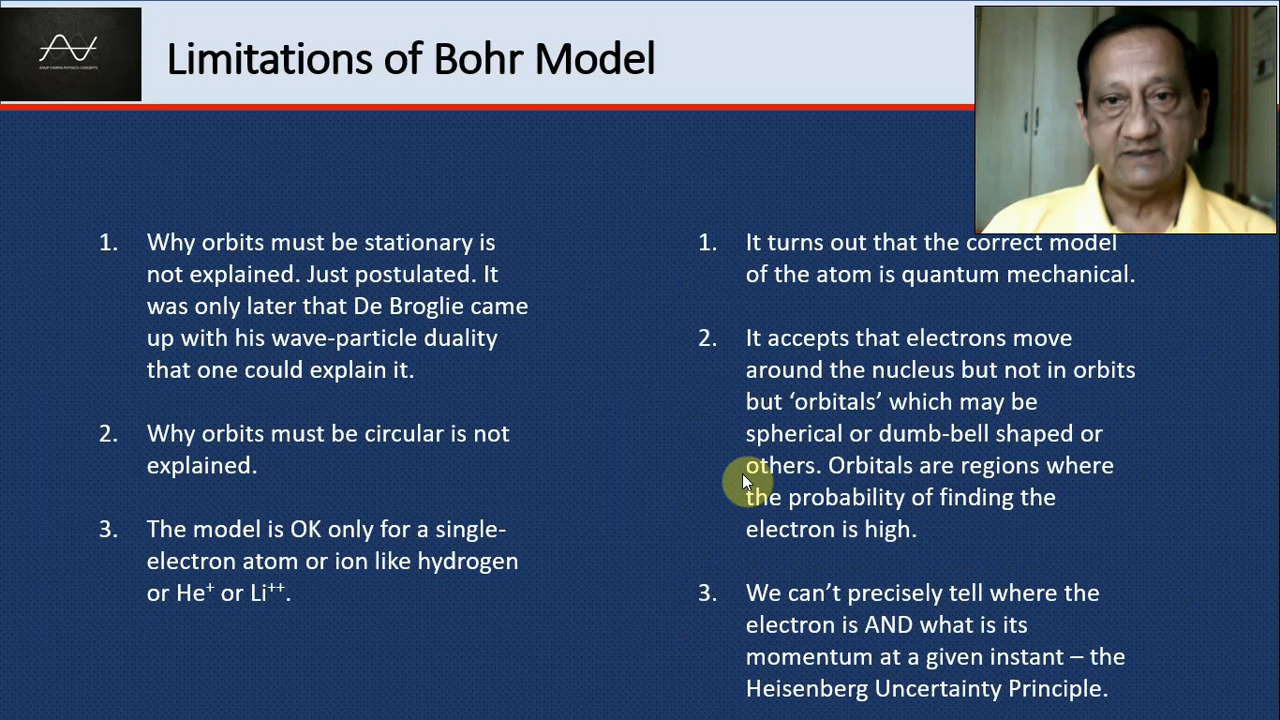 Limitations of Bohr Model
1. Why orbits must be stationary is
not explained. Just postulated. It
was only later that De Broglie came
up with his wave-particle duality
that one could explain it.
2. Why orbits must be circular is not
explained.
3. The model is OK only for a single-
electron atom or ion like hydrogen
or He⁺ or Li⁺⁺.
1. It turns out that the correct model
of the atom is quantum mechanical.
2. It accepts that electrons move
around the nucleus but not in orbits
but ‘orbitals’ which may be
spherical or dumb-bell shaped or
others. Orbitals are regions where
the probability of finding the
electron is high.
3. We can’t precisely tell where the
electron is AND what is its
momentum at a given instant – the
Heisenberg Uncertainty Principle.